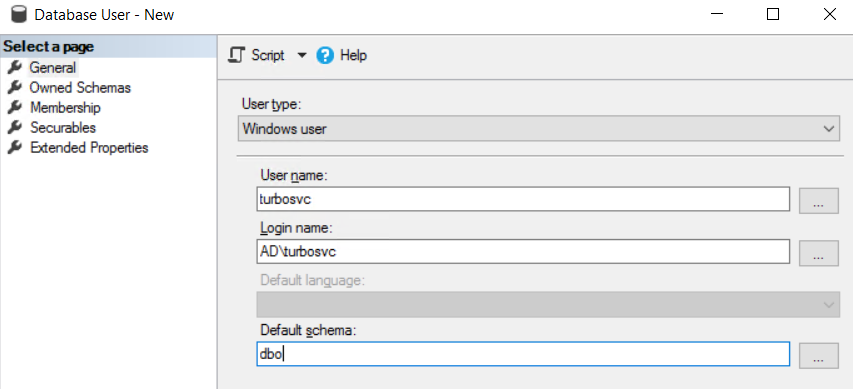 Database User - New
Select a page
General
Owned Schemas
Membership
Securables
Extended Properties
Script
Help
User type:
Windows user
User name:
turbosvc
...
Login name:
AD\turbosvc
...
Default language:
Default schema:
dbo
...